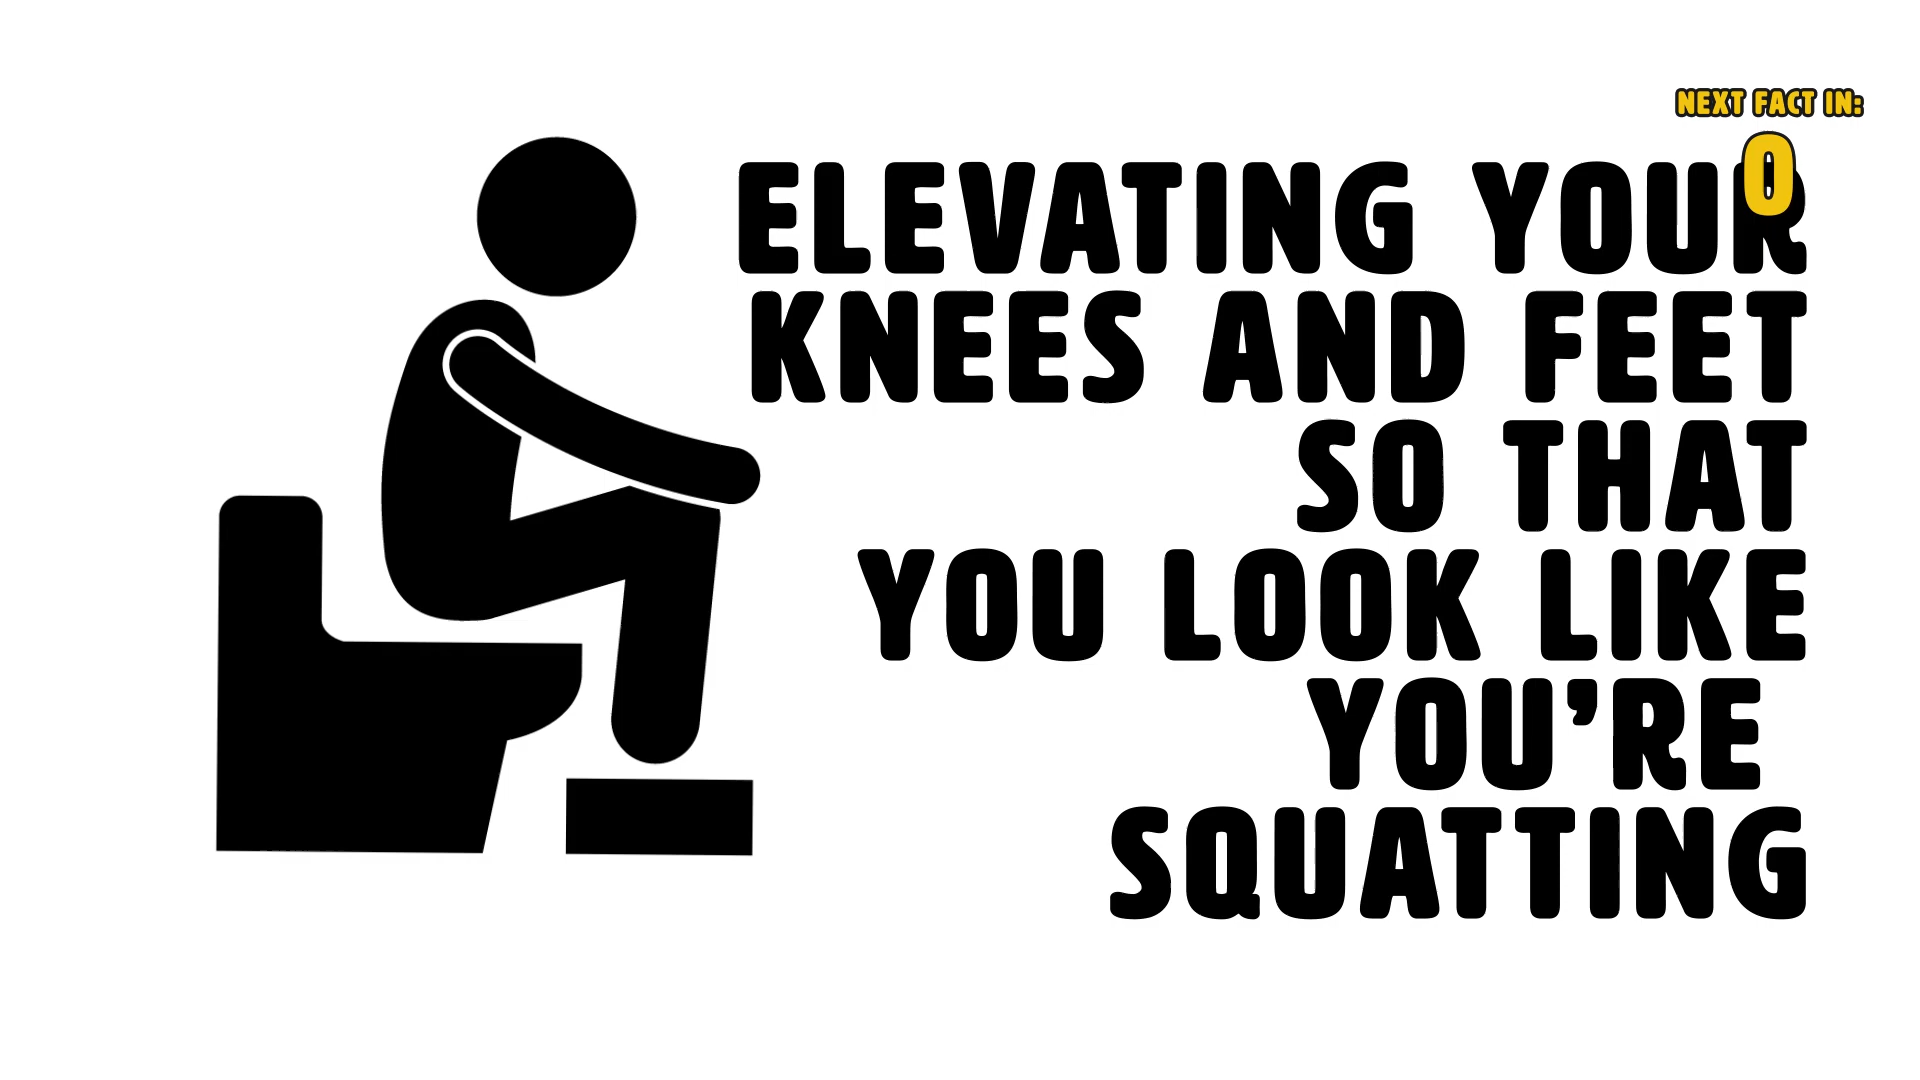 NEXT FACT IN:
0
ELEVATING YOUR
KNEES AND FEET
SO THAT
YOU LOOK LIKE
YOU'RE
SQUATTING